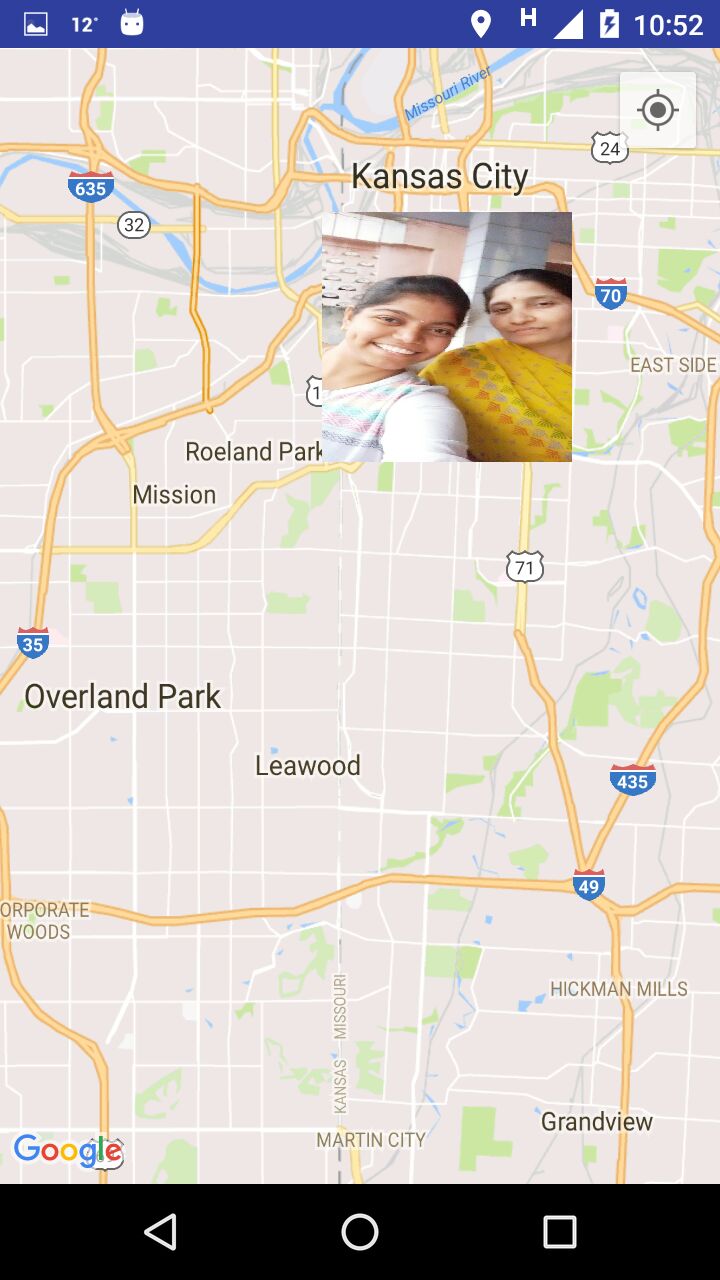 12°
H
10:52
Missouri River
24
Kansas City
635
32
70
EAST SIDE
1
Roeland Park
Mission
71
35
Overland Park
Leawood
435
49
ORPORATE
WOODS
HICKMAN MILLS
KANSAS
MISSOURI
Grandview
MARTIN CITY
Google